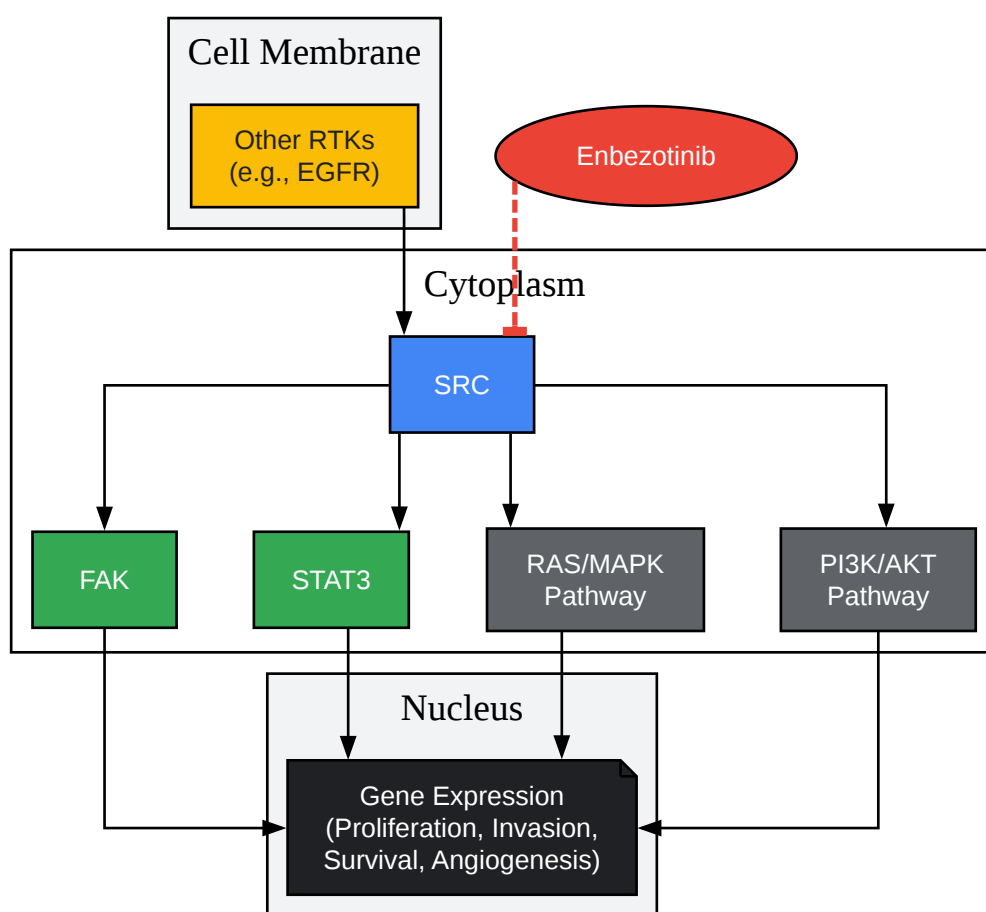 Cell Membrane
Other RTKs
(e.g., EGFR)
Enbezotinib
Cytoplasm
SRC
FAK
STAT3
RAS/MAPK
Pathway
PI3K/AKT
Pathway
Nucleus
Gene Expression
(Proliferation, Invasion,
Survival, Angiogenesis)